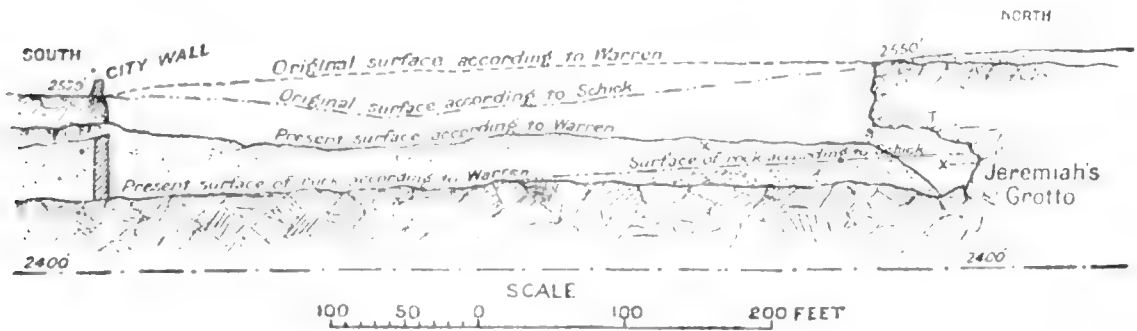 NORTH
SOUTH
CITY WALL
2550'
Original surface according to Warren
2525'
Original surface according to Schick
Present surface according to Warren
Surface of rock according to Schick
X
T
X
Present surface of rock according to Warren
Jeremiah's
Grotto
2400'
2400'
SCALE
100 50 0 100 200 FEET